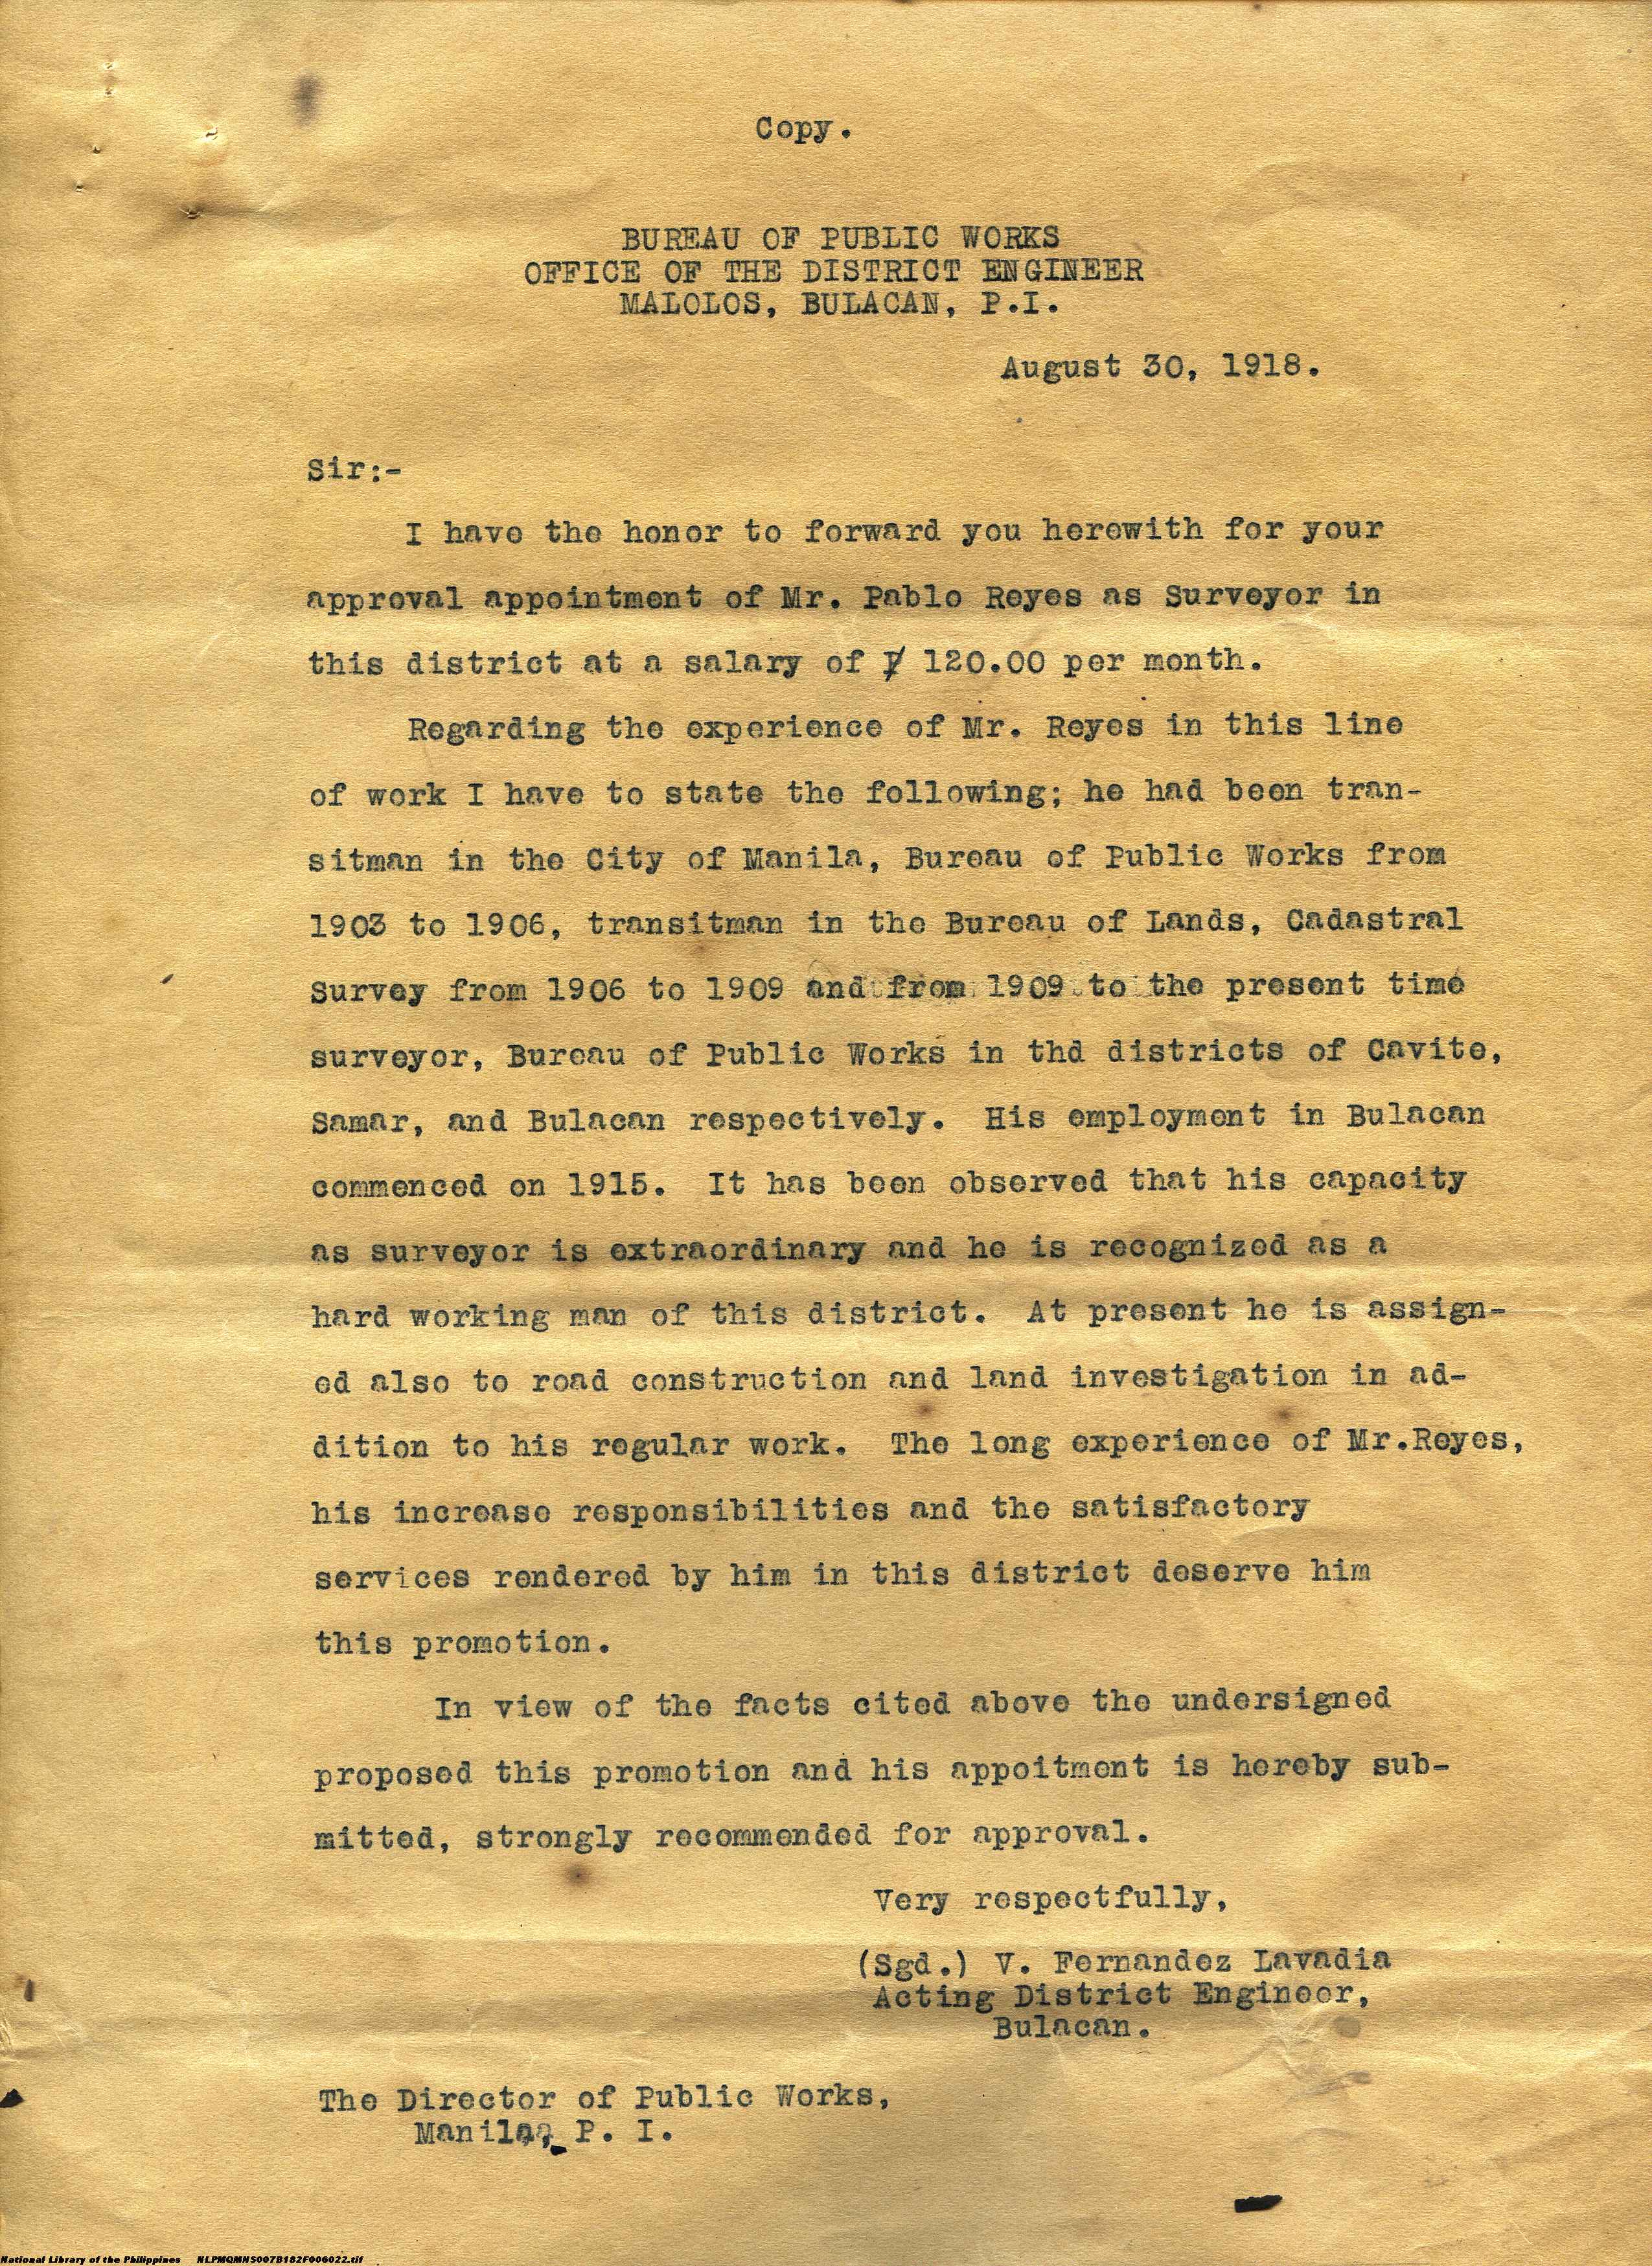 Copy.
BUREAU OF PUBLIC WORKS
OFFICE OF THE DISTRICT ENGINEER
MALOLOS, BULACAN, P.I.
August 30, 1918.
Sir:-
I have the honor to forward you herewith for your
approval appointment of Mr. Pablo Reyes as Surveyor in
this district at a salary of ₱ 120.00 per month.
Regarding the experience of Mr. Reyes in this line
of work I have to state the following; he had been tran-
sitman in the City of Manila, Bureau of Public Works from
1903 to 1906, transitman in the Bureau of Lands, Cadastral
Survey from 1906 to 1909 and from 1909 to the present time
surveyor, Bureau of Public Works in thd districts of Cavite,
Samar, and Bulacan respectively. His employment in Bulacan
commenced on 1915. It has been observed that his capacity
as surveyor is extraordinary and he is recognized as a
hard working man of this district. At present he is assign-
ed also to road construction and land investigation in ad-
dition to his regular work. The long experience of Mr.Reyes,
his increase responsibilities and the satisfactory
services rendered by him in this district deserve him
this promotion.
In view of the facts cited above the undersigned
proposed this promotion and his appoitment is hereby sub-
mitted, strongly recommended for approval.
Very respectfully,
(Sgd.) V. Fernandez Lavadia
Acting District Engineer,
Bulacan.
The Director of Public Works,
Manila, P. I.
National Library of the Philippines NLPMQMNS007B182F006022.tif